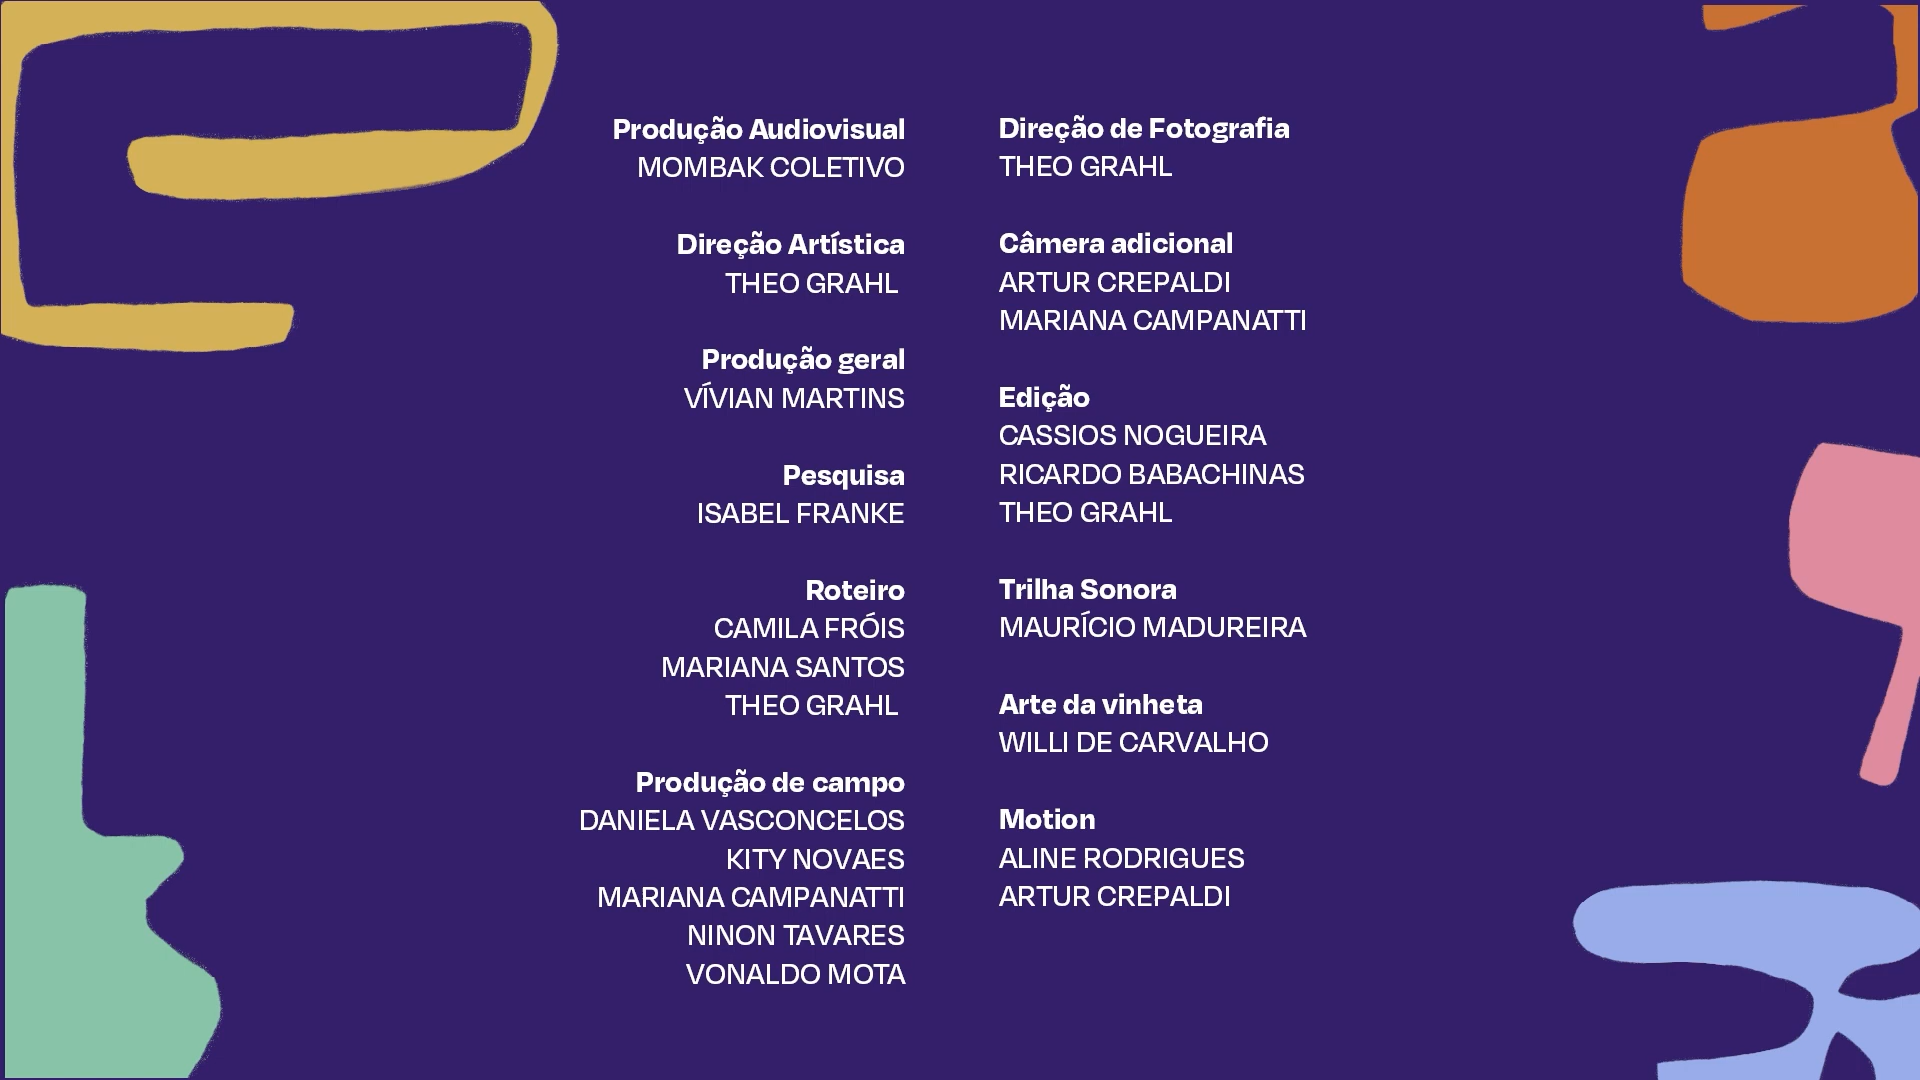 Produção Audiovisual
MOMBAK COLETIVO
Direção Artística
THEO GRAHL
Produção geral
VÍVIAN MARTINS
Pesquisa
ISABEL FRANKE
Roteiro
CAMILA FRÓIS
MARIANA SANTOS
THEO GRAHL
Produção de campo
DANIELA VASCONCELOS
KITY NOVAES
MARIANA CAMPANATTI
NINON TAVARES
VONALDO MOTA
Direção de Fotografia
THEO GRAHL
Câmera adicional
ARTUR CREPALDI
MARIANA CAMPANATTI
Edição
CASSIOS NOGUEIRA
RICARDO BABACHINAS
THEO GRAHL
Trilha Sonora
MAURÍCIO MADUREIRA
Arte da vinheta
WILLI DE CARVALHO
Motion
ALINE RODRIGUES
ARTUR CREPALDI